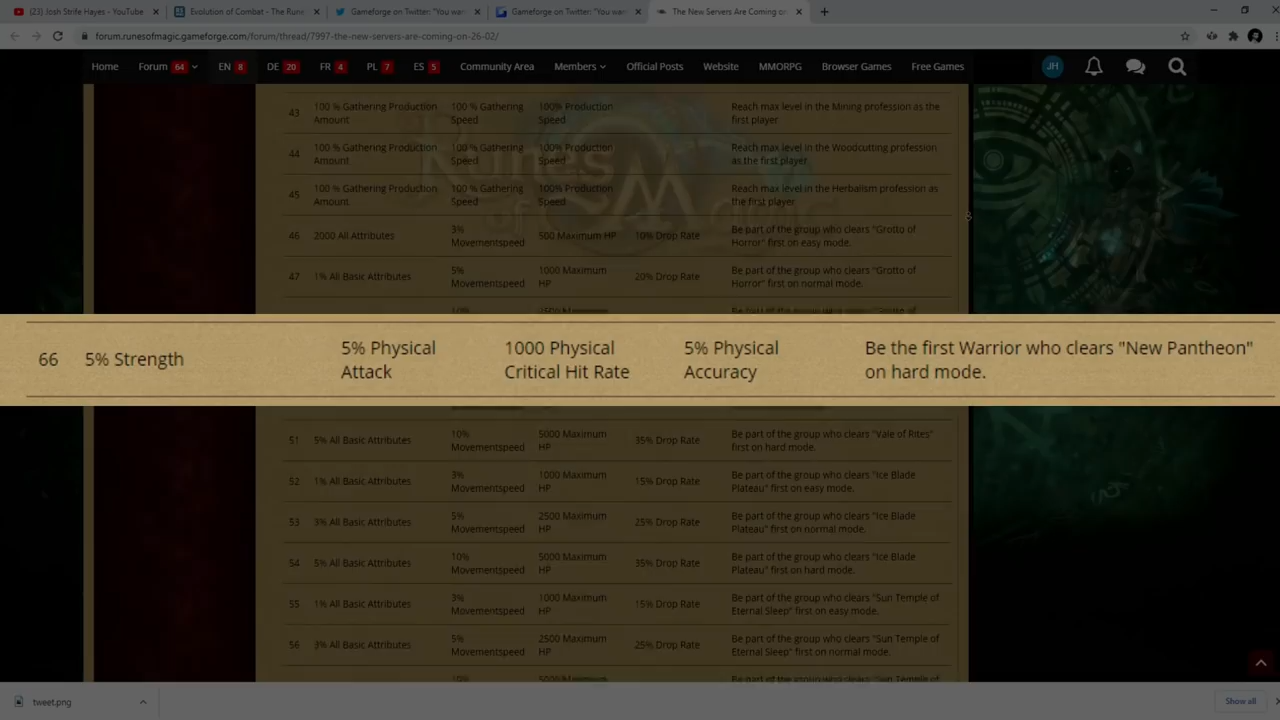 (23) Josh Strife Hayes - YouTube
Evolution of Combat - The Rune
Gameforge on Twitter: "You wan
Gameforge on Twitter: "You wan
The New Servers Are Coming on
forum.runesofmagic.gameforge.com/forum/thread/7997-the-new-servers-are-coming-on-26-02/
Home Forum 64 EN 8 DE 20 FR 4 PL 7 ES 5 Community Area Members Official Posts Website MMORPG Browser Games Free Games JH
43 100 % Gathering Production 100 % Gathering 100% Production Reach max level in the Mining profession as the
Amount Speed Speed first player
44 100 % Gathering Production 100 % Gathering 100% Production Reach max level in the Woodcutting profession
Amount Speed Speed as the first player
45 100 % Gathering Production 100 % Gathering 100% Production Reach max level in the Herbalism profession as
Amount Speed Speed the first player
Runes of Magic
46 2000 All Attributes 3% 500 Maximum HP 10% Drop Rate Be part of the group who clears "Grotto of
Movementspeed Horror" first on easy mode.
47 1% All Basic Attributes 5% 1000 Maximum 20% Drop Rate Be part of the group who clears "Grotto of
Movementspeed HP Horror" first on normal mode.
66 5% Strength 5% Physical 1000 Physical 5% Physical Be the first Warrior who clears "New Pantheon"
Attack Critical Hit Rate Accuracy on hard mode.
51 5% All Basic Attributes 10% 5000 Maximum 35% Drop Rate Be part of the group who clears "Vale of Rites"
Movementspeed HP first on hard mode.
52 1% All Basic Attributes 3% 1000 Maximum 15% Drop Rate Be part of the group who clears "Ice Blade
Movementspeed HP Plateau" first on easy mode.
53 3% All Basic Attributes 5% 2500 Maximum 25% Drop Rate Be part of the group who clears "Ice Blade
Movementspeed HP Plateau" first on normal mode.
54 5% All Basic Attributes 10% 5000 Maximum 35% Drop Rate Be part of the group who clears "Ice Blade
Movementspeed HP Plateau" first on hard mode.
55 1% All Basic Attributes 3% 1000 Maximum 15% Drop Rate Be part of the group who clears "Sun Temple of
Movementspeed HP Eternal Sleep" first on easy mode.
56 3% All Basic Attributes 5% 2500 Maximum 25% Drop Rate Be part of the group who clears "Sun Temple of
Movementspeed HP Eternal Sleep" first on normal mode.
tweet.png
Show all